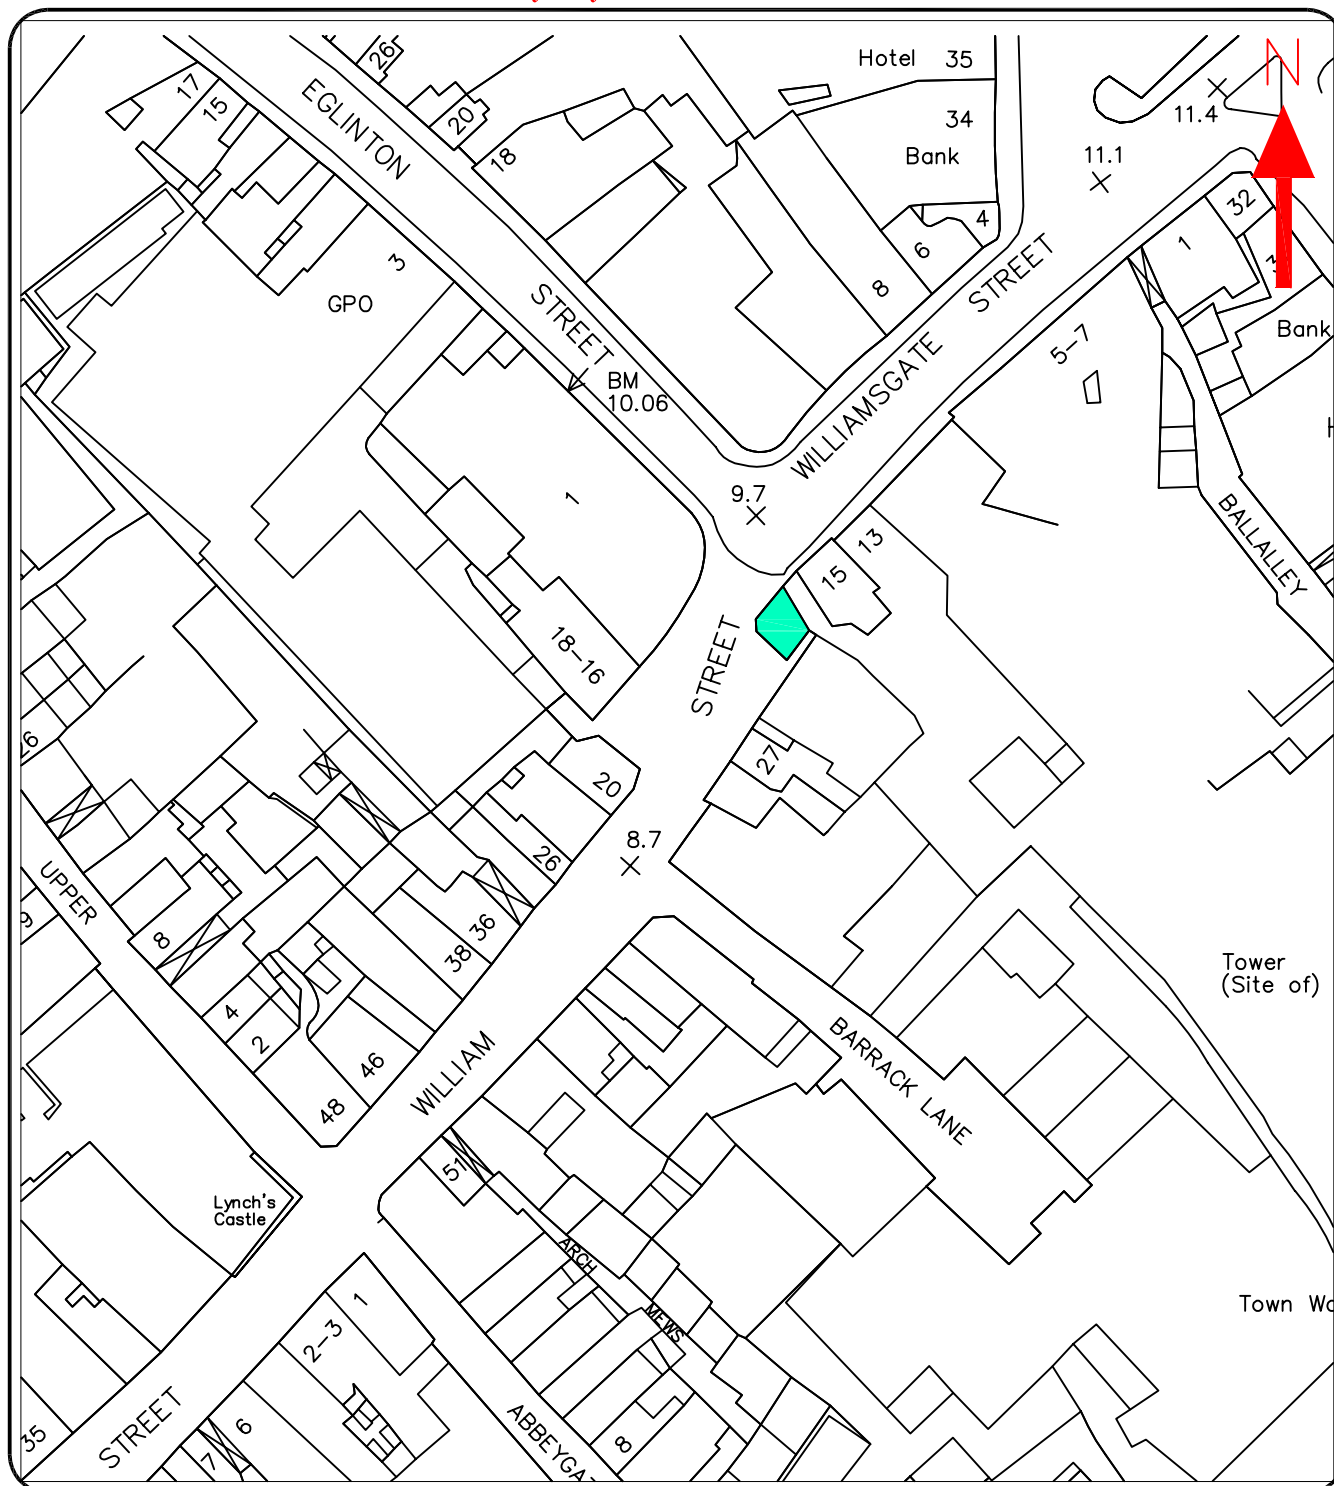 26
Hotel 35
N
17
15
EGLINTON
20
18
34
Bank
11.4
11.1
32
4
6
1
3
GPO
8
STREET
STREET
BM
10.06
WILLIAMSGATE
5-7
Bank
9.7
1
13
15
BALLALLEY
18-16
STREET
27
20
26
8.7
UPPER
8
36
38
Tower
(Site of)
4
2
46
48
WILLIAM
BARRACK LANE
51
Lynch's
Castle
ARCH
MEWS
Town
1
2-3
STREET
35
7
6
8